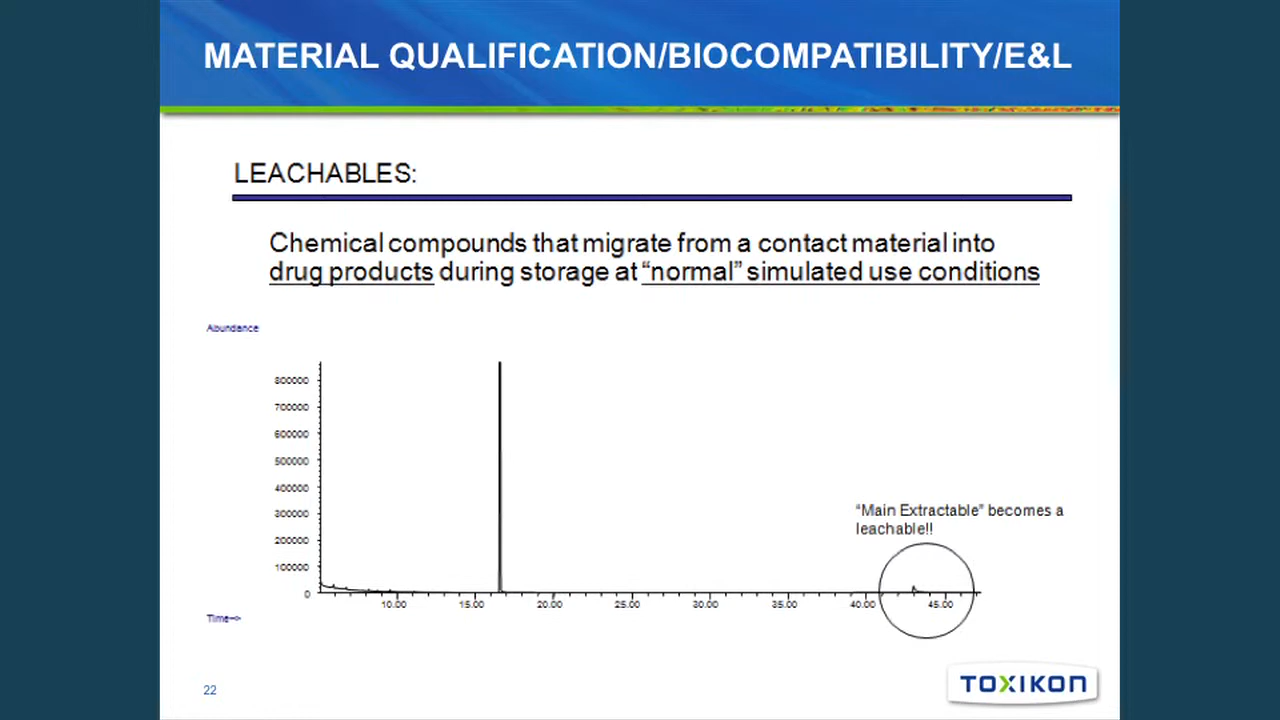 MATERIAL QUALIFICATION/BIOCOMPATIBILITY/E&L
LEACHABLES:
Chemical compounds that migrate from a contact material into
drug products during storage at “normal” simulated use conditions
Abundance
800000
700000
600000
500000
400000
300000
200000
100000
0
“Main Extractable” becomes a
leachable!!
10.00 15.00 20.00 25.00 30.00 35.00 40.00 45.00
Time-->
22
TOXIKON